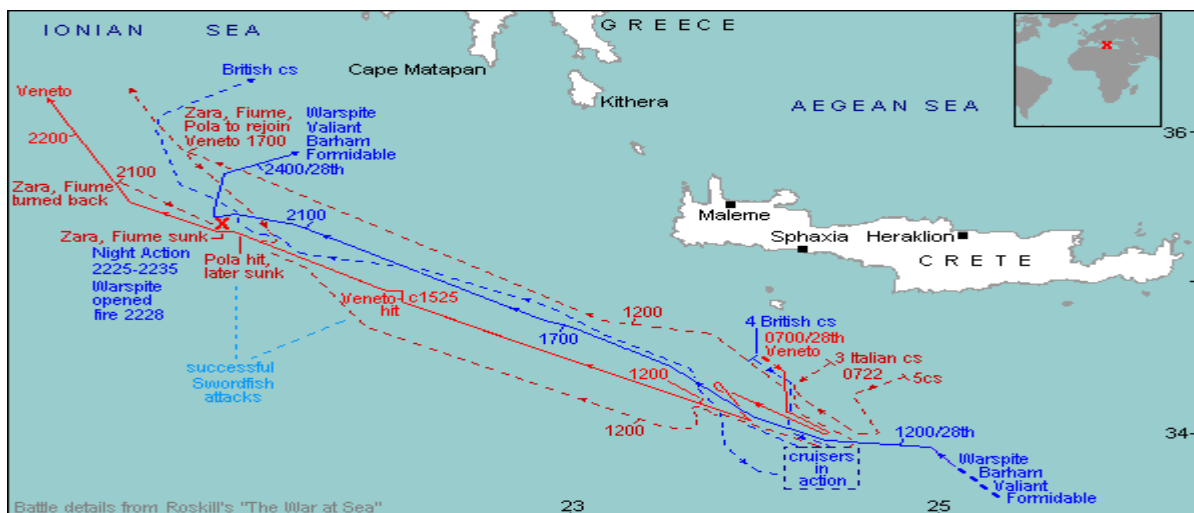 IONIAN SEA
GREECE
British cs
Cape Matapan
Veneto
Kithera
AEGEAN SEA
Zara, Fiume,
Pola to rejoin
Veneto 1700
Warspite
Valiant
Barham
Formidable
2200
36
2100
2400/28th
Zara, Fiume
turned back
2100
Maleme
Sphaxia
Heraklion
CRETE
X
Zara, Fiume sunk
Night Action
2225-2235
Warspite
opened
fire 2228
Pola hit,
later sunk
Veneto
hit
c1525
1200
4 British cs
0700/28th
Veneto
1700
3 Italian cs
0722
5cs
successful
Swordfish
attacks
1200
1200
1200/28th
34
cruisers
in
action
Warspite
Barham
Valiant
Formidable
Battle details from Roskill's "The War at Sea"
23
25
X